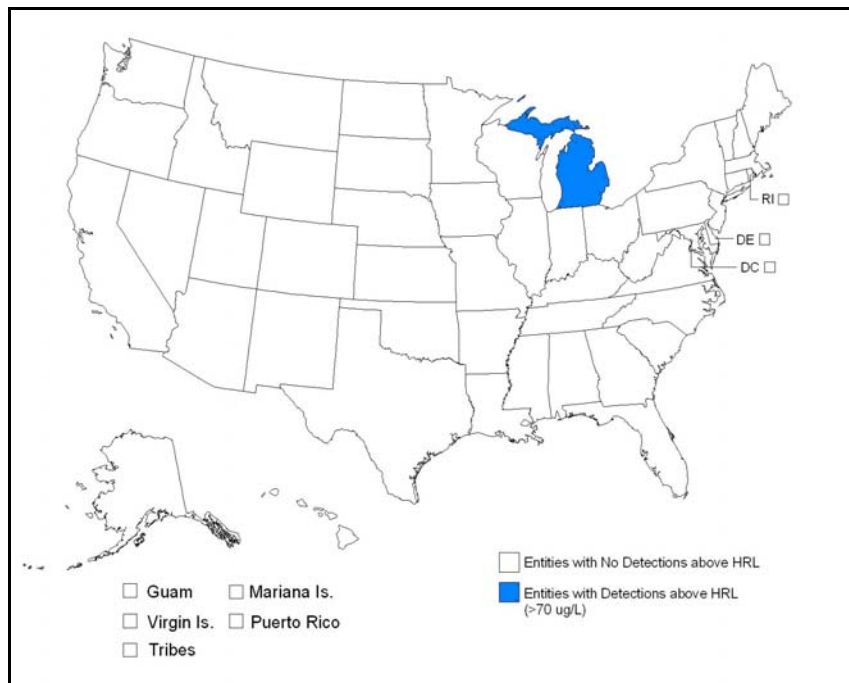 RI
DE
DC
Entities with No Detections above HRL
Entities with Detections above HRL
(>70 ug/L)
Guam
Mariana Is.
Virgin Is.
Puerto Rico
Tribes